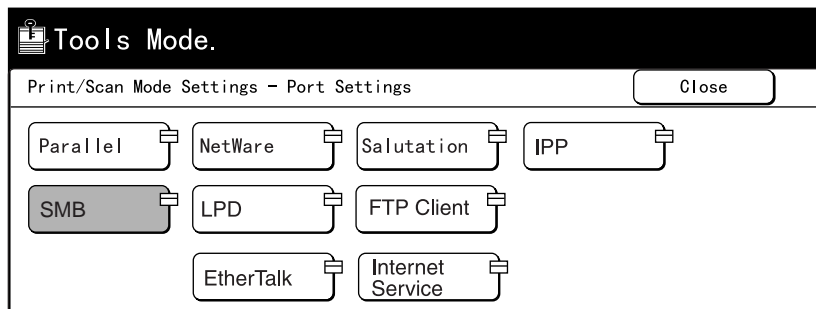 Tools Mode.
Print/Scan Mode Settings - Port Settings
Close
Parallel
NetWare
Salutation
IPP
SMB
LPD
FTP Client
EtherTalk
Internet
Service